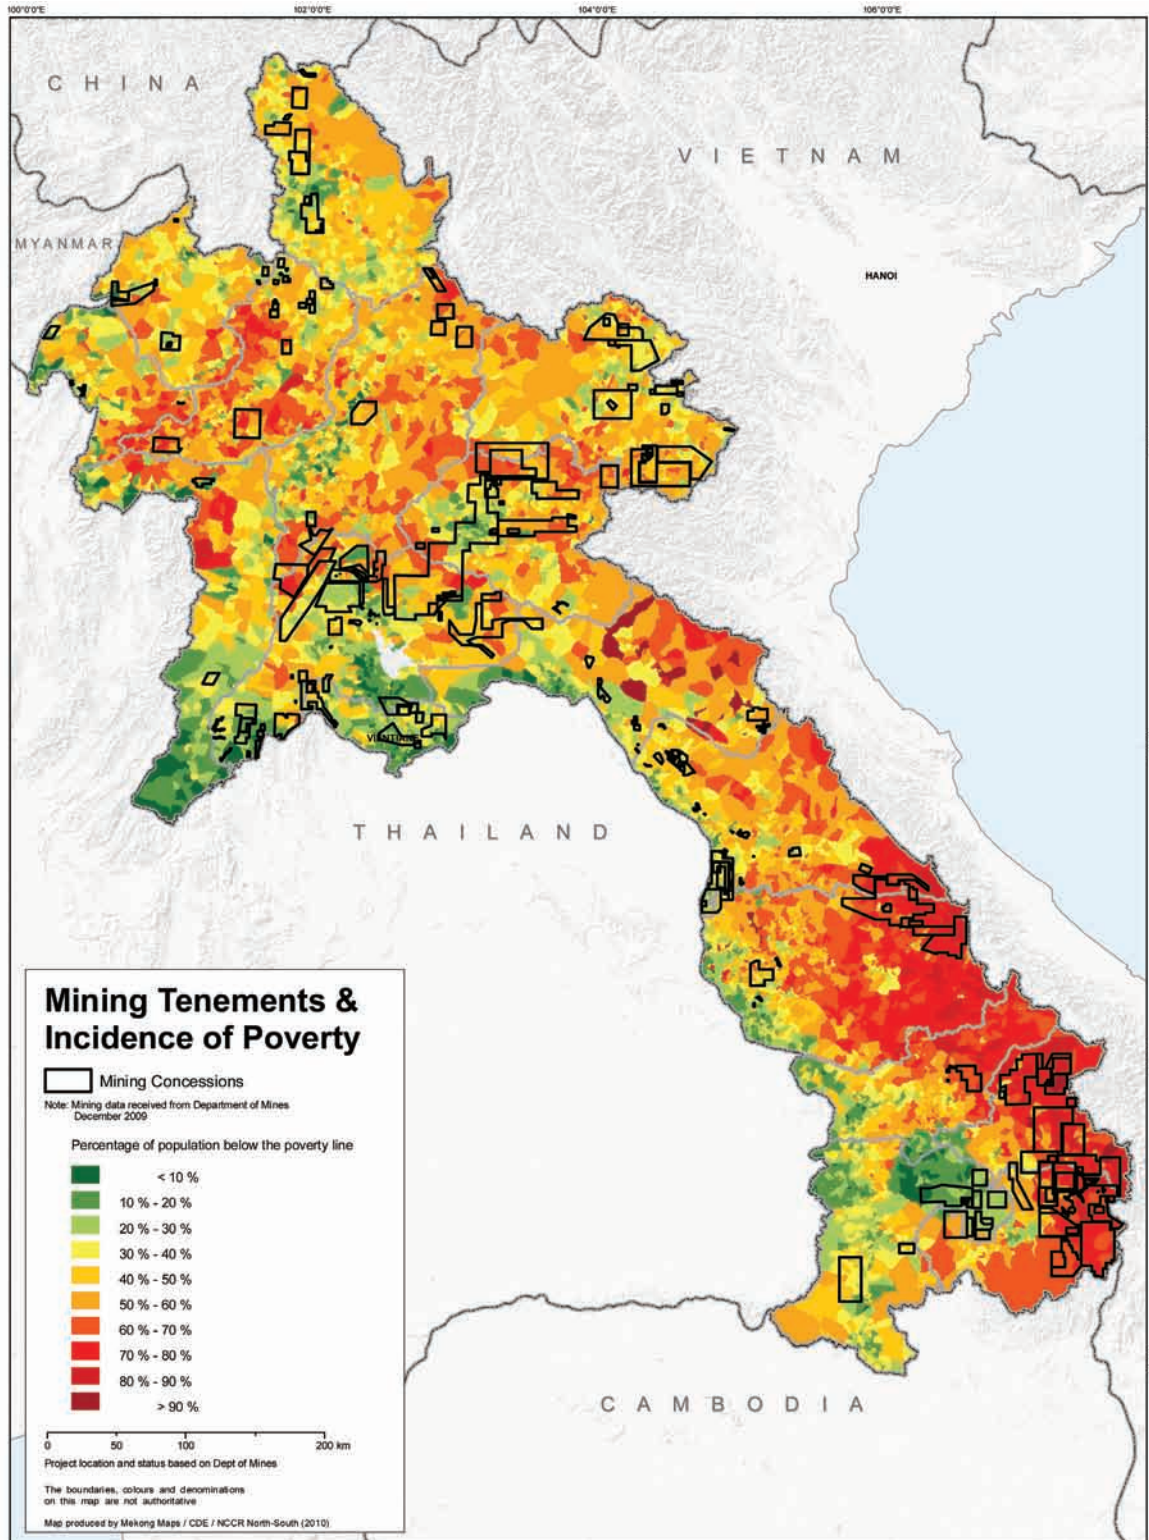 100°0'0"E 102°0'0"E 104°0'0"E 106°0'0"E
CHINA
VIETNAM
MYANMAR
HANOI
VIENTIANE
THAILAND
Mining Tenements &
Incidence of Poverty
Mining Concessions
Note: Mining data received from Department of Mines
December 2009
Percentage of population below the poverty line
< 10 %
10 % - 20 %
20 % - 30 %
30 % - 40 %
40 % - 50 %
50 % - 60 %
60 % - 70 %
70 % - 80 %
80 % - 90 %
> 90 %
CAMBODIA
0 50 100 200 km
Project location and status based on Dept of Mines
The boundaries, colours and denominations
on this map are not authoritative
Map produced by Mekong Maps / CDE / NCCR North-South (2010)